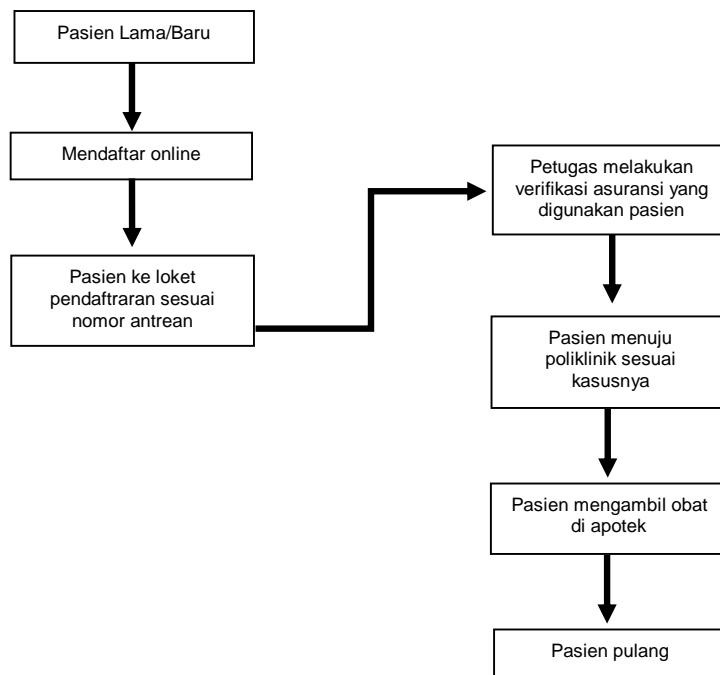 Pasien Lama/Baru
Mendaftar online
Pasien ke loket
pendaftraran sesuai
nomor antrean
Petugas melakukan
verifikasi asuransi yang
digunakan pasien
Pasien menuju
poliklinik sesuai
kasusnya
Pasien mengambil obat
di apotek
Pasien pulang